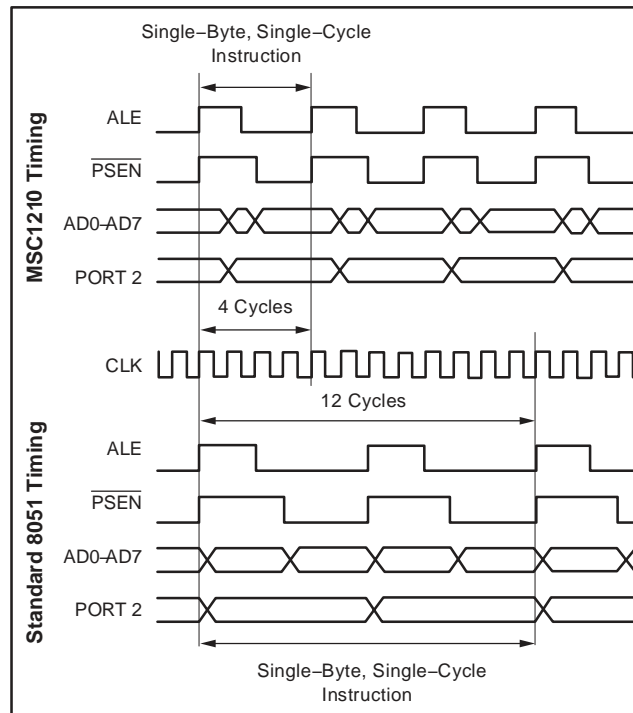 Single–Byte, Single–Cycle
Instruction
MSC1210 Timing
ALE
PSEN
AD0-AD7
PORT 2
4 Cycles
CLK
12 Cycles
Standard 8051 Timing
ALE
PSEN
AD0-AD7
PORT 2
Single–Byte, Single–Cycle
Instruction